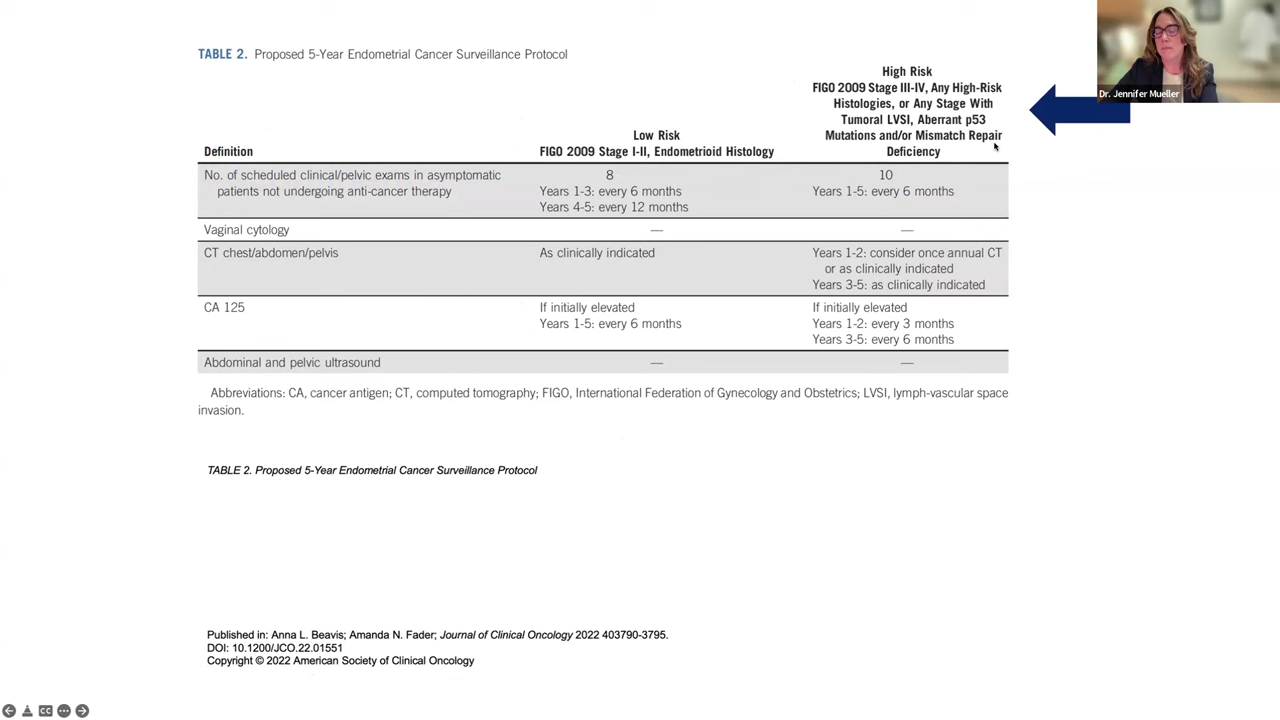 TABLE 2. Proposed 5-Year Endometrial Cancer Surveillance Protocol
Dr. Jennifer Mueller
Definition
Low Risk
FIGO 2009 Stage I-II, Endometrioid Histology
High Risk
FIGO 2009 Stage III-IV, Any High-Risk
Histologies, or Any Stage With
Tumoral LVSI, Aberrant p53
Mutations and/or Mismatch Repair
Deficiency
No. of scheduled clinical/pelvic exams in asymptomatic
patients not undergoing anti-cancer therapy
8
Years 1-3: every 6 months
Years 4-5: every 12 months
10
Years 1-5: every 6 months
Vaginal cytology
—
—
CT chest/abdomen/pelvis
As clinically indicated
Years 1-2: consider once annual CT
or as clinically indicated
Years 3-5: as clinically indicated
CA 125
If initially elevated
Years 1-5: every 6 months
If initially elevated
Years 1-2: every 3 months
Years 3-5: every 6 months
Abdominal and pelvic ultrasound
—
—
Abbreviations: CA, cancer antigen; CT, computed tomography; FIGO, International Federation of Gynecology and Obstetrics; LVSI, lymph-vascular space
invasion.
TABLE 2. Proposed 5-Year Endometrial Cancer Surveillance Protocol
Published in: Anna L. Beavis; Amanda N. Fader; Journal of Clinical Oncology 2022 403790-3795.
DOI: 10.1200/JCO.22.01551
Copyright © 2022 American Society of Clinical Oncology
CC